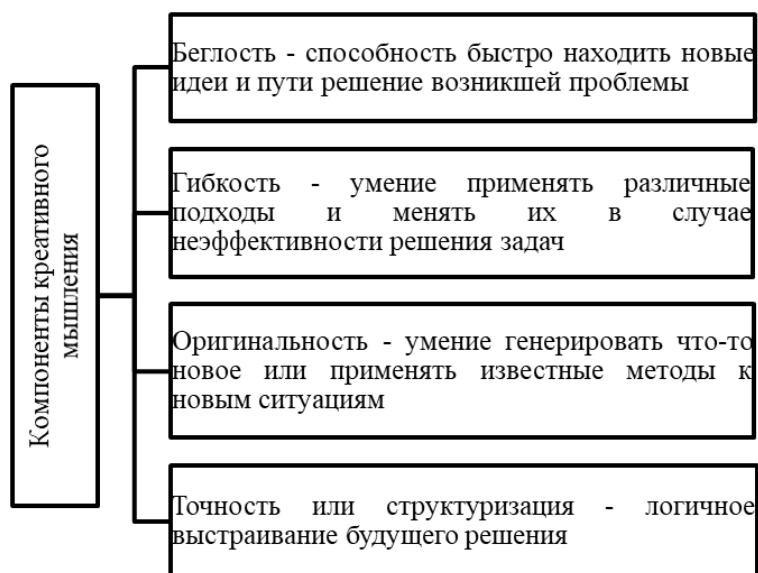 Компоненты креативного
мышления
Беглость - способность быстро находить новые
идеи и пути решение возникшей проблемы
Гибкость - умение применять различные
подходы и менять их в случае
неэффективности решения задач
Оригинальность - умение генерировать что-то
новое или применять известные методы к
новым ситуациям
Точность или структуризация - логичное
выстраивание будущего решения